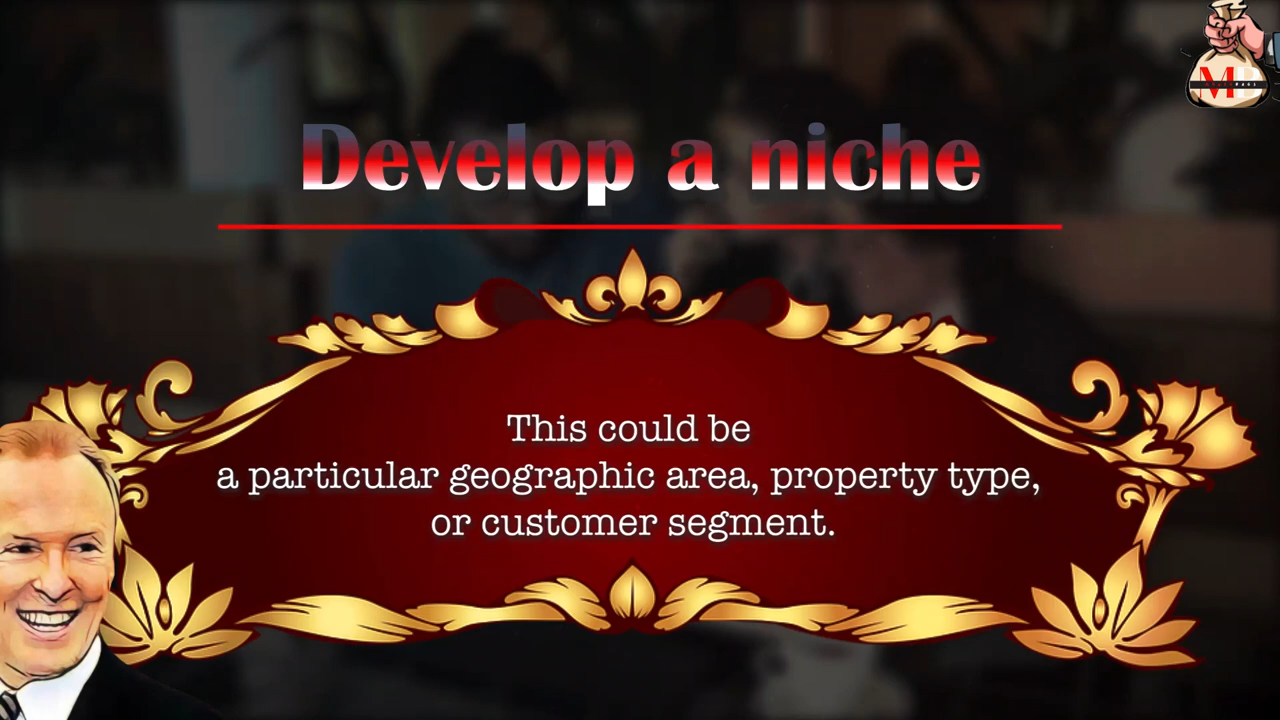 Develop a niche
This could be
a particular geographic area, property type,
or customer segment.